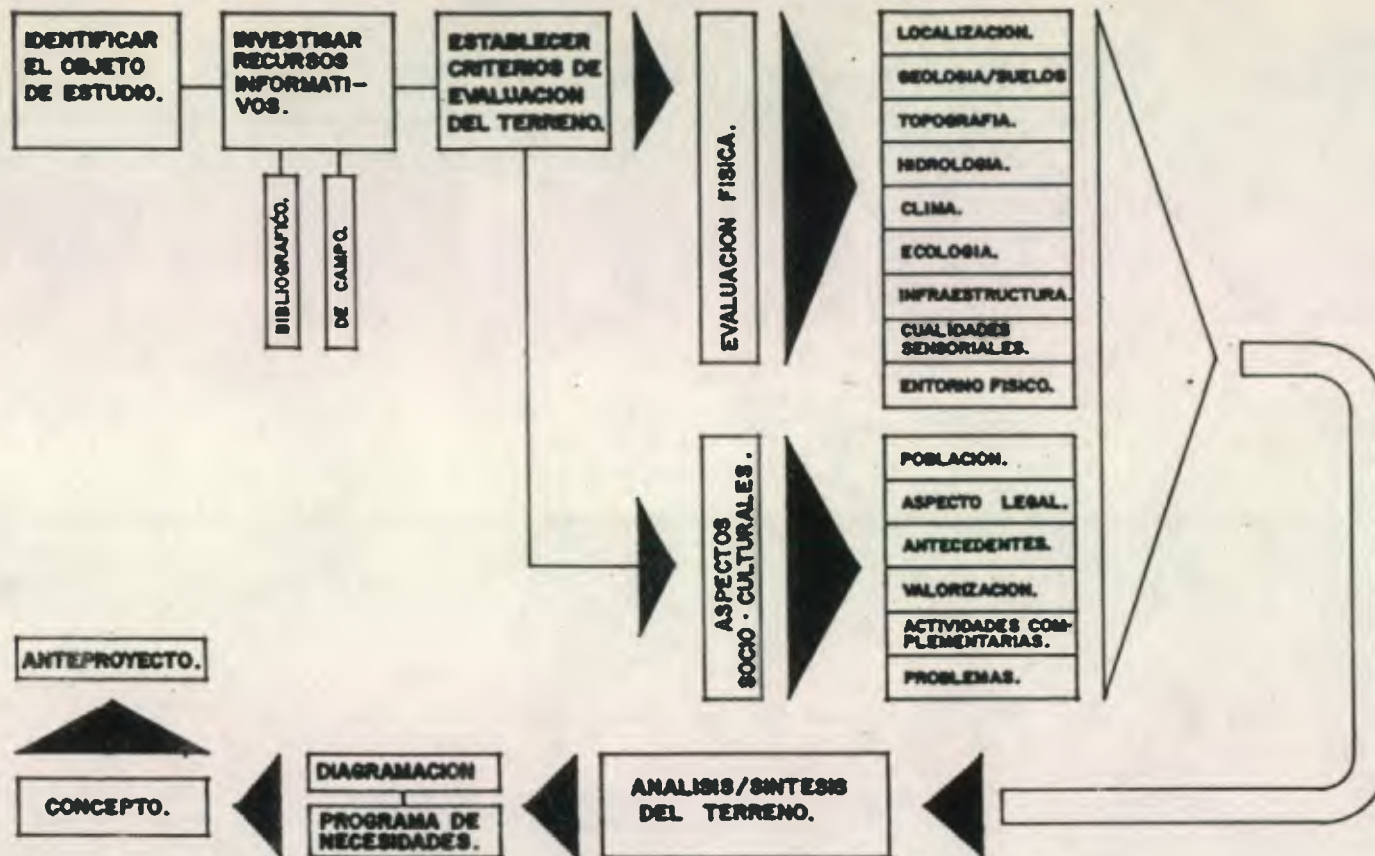 IDENTIFICAR
EL OBJETO
DE ESTUDIO.
INVESTIGAR
RECURSOS
INFORMATI-
VOS.
BIBLIOGRAFICO.
DE CAMPO.
ESTABLECER
CRITERIOS DE
EVALUACION
DEL TERRENO.
EVALUACION FISICA.
LOCALIZACION.
GEOLOGIA/SUELOS
TOPOGRAFIA.
HIDROLOGIA.
CLIMA.
ECOLOGIA.
INFRAESTRUCTURA.
CUALIDADES
SENSORIALES.
ENTORNO FISICO.
ASPECTOS
SOCIO - CULTURALES.
POBLACION.
ASPECTO LEGAL.
ANTECEDENTES.
VALORIZACION.
ACTIVIDADES COM-
PLEMENTARIAS.
PROBLEMAS.
ANALISIS/SINTESIS
DEL TERRENO.
DIAGRAMACION
PROGRAMA DE
NECESIDADES.
CONCEPTO.
ANTEPROYECTO.